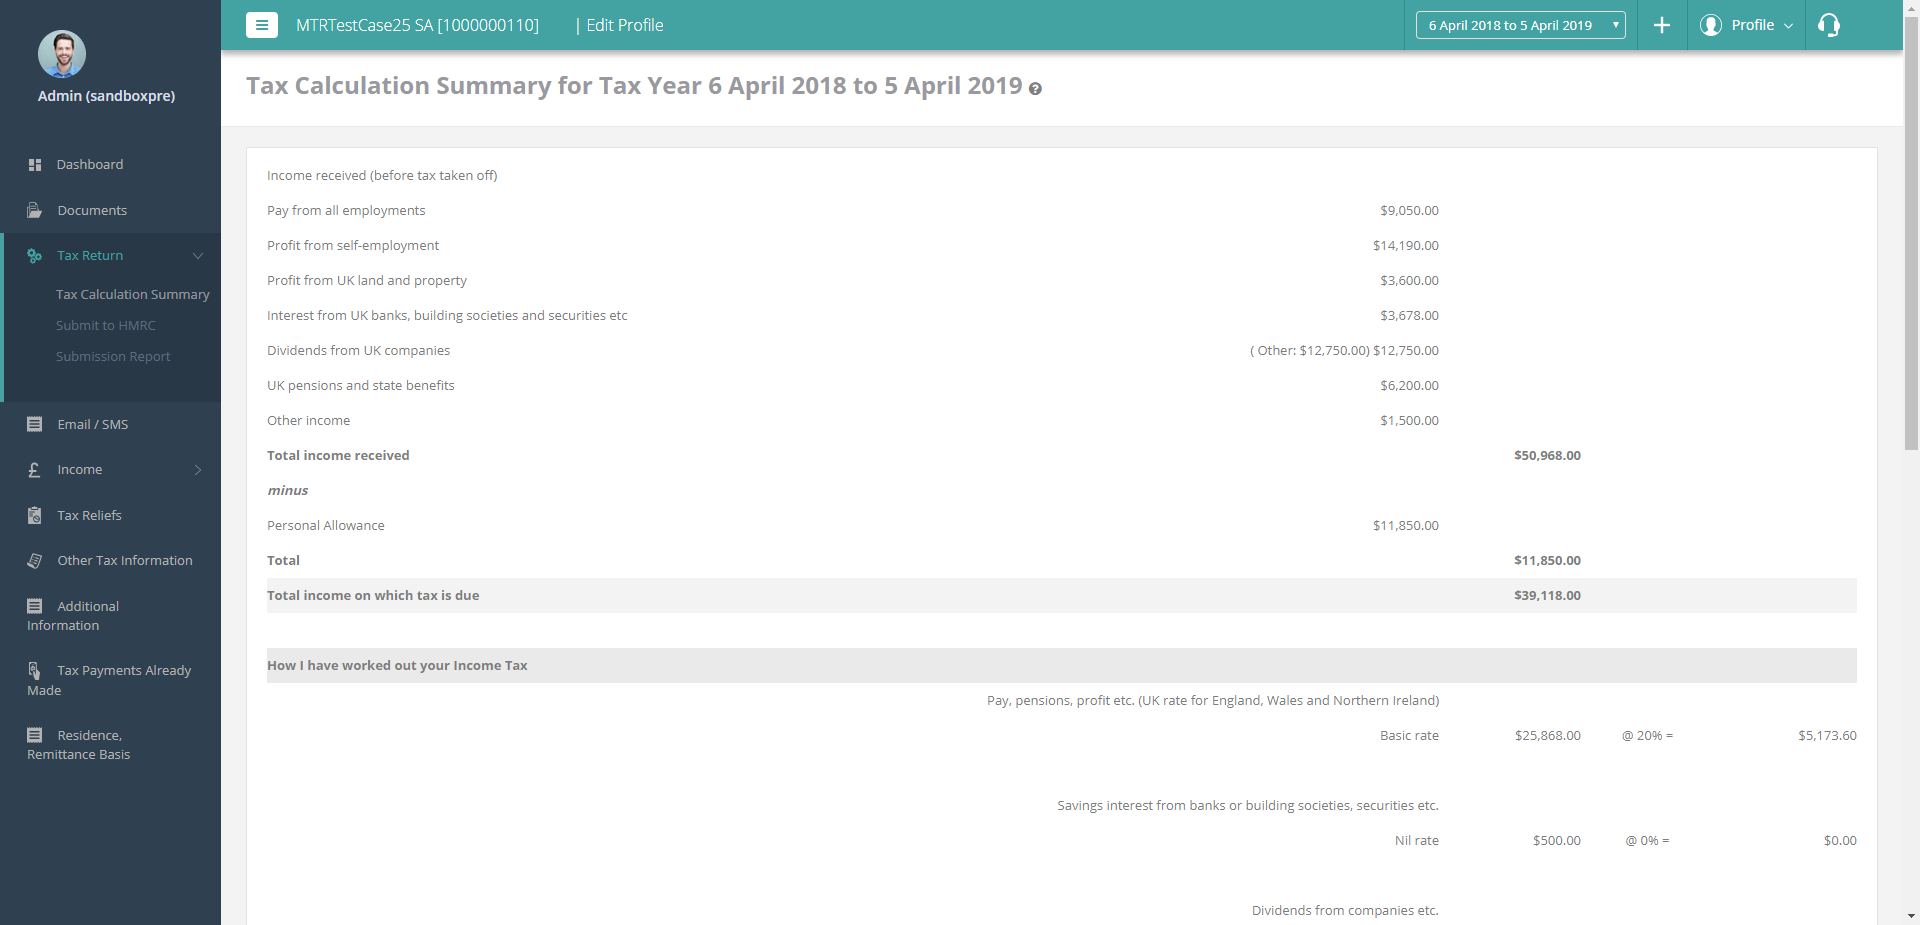 MTRTestCase25 SA [1000000110] | Edit Profile
6 April 2018 to 5 April 2019
Profile
Admin (sandboxpre)
Dashboard
Documents
Tax Return
Tax Calculation Summary
Submit to HMRC
Submission Report
Email / SMS
Income
Tax Reliefs
Other Tax Information
Additional
Information
Tax Payments Already
Made
Residence,
Remittance Basis
Tax Calculation Summary for Tax Year 6 April 2018 to 5 April 2019 ?
Income received (before tax taken off)
Pay from all employments $9,050.00
Profit from self-employment $14,190.00
Profit from UK land and property $3,600.00
Interest from UK banks, building societies and securities etc $3,678.00
Dividends from UK companies ( Other: $12,750.00) $12,750.00
UK pensions and state benefits $6,200.00
Other income $1,500.00
Total income received $50,968.00
minus
Personal Allowance $11,850.00
Total $11,850.00
Total income on which tax is due $39,118.00
How I have worked out your Income Tax
Pay, pensions, profit etc. (UK rate for England, Wales and Northern Ireland)
Basic rate $25,868.00 @ 20% = $5,173.60
Savings interest from banks or building societies, securities etc.
Nil rate $500.00 @ 0% = $0.00
Dividends from companies etc.